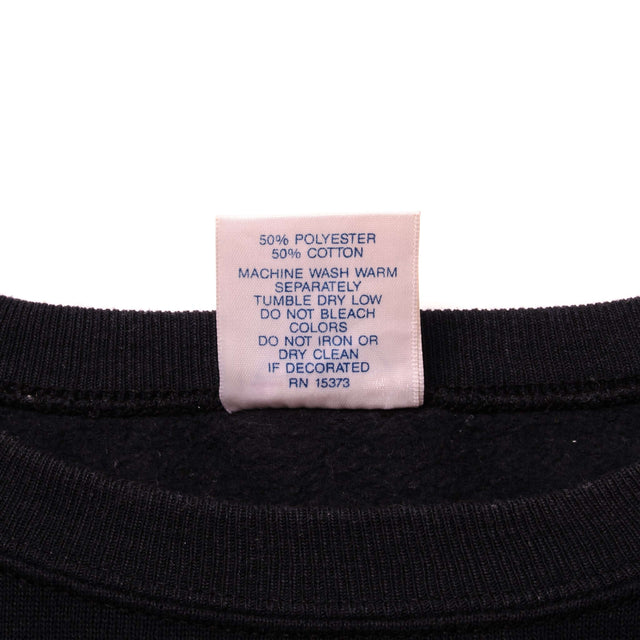 50% POLYESTER
50% COTTON
MACHINE WASH WARM
SEPARATELY
TUMBLE DRY LOW
DO NOT BLEACH
COLORS
DO NOT IRON OR
DRY CLEAN
IF DECORATED
RN 15373